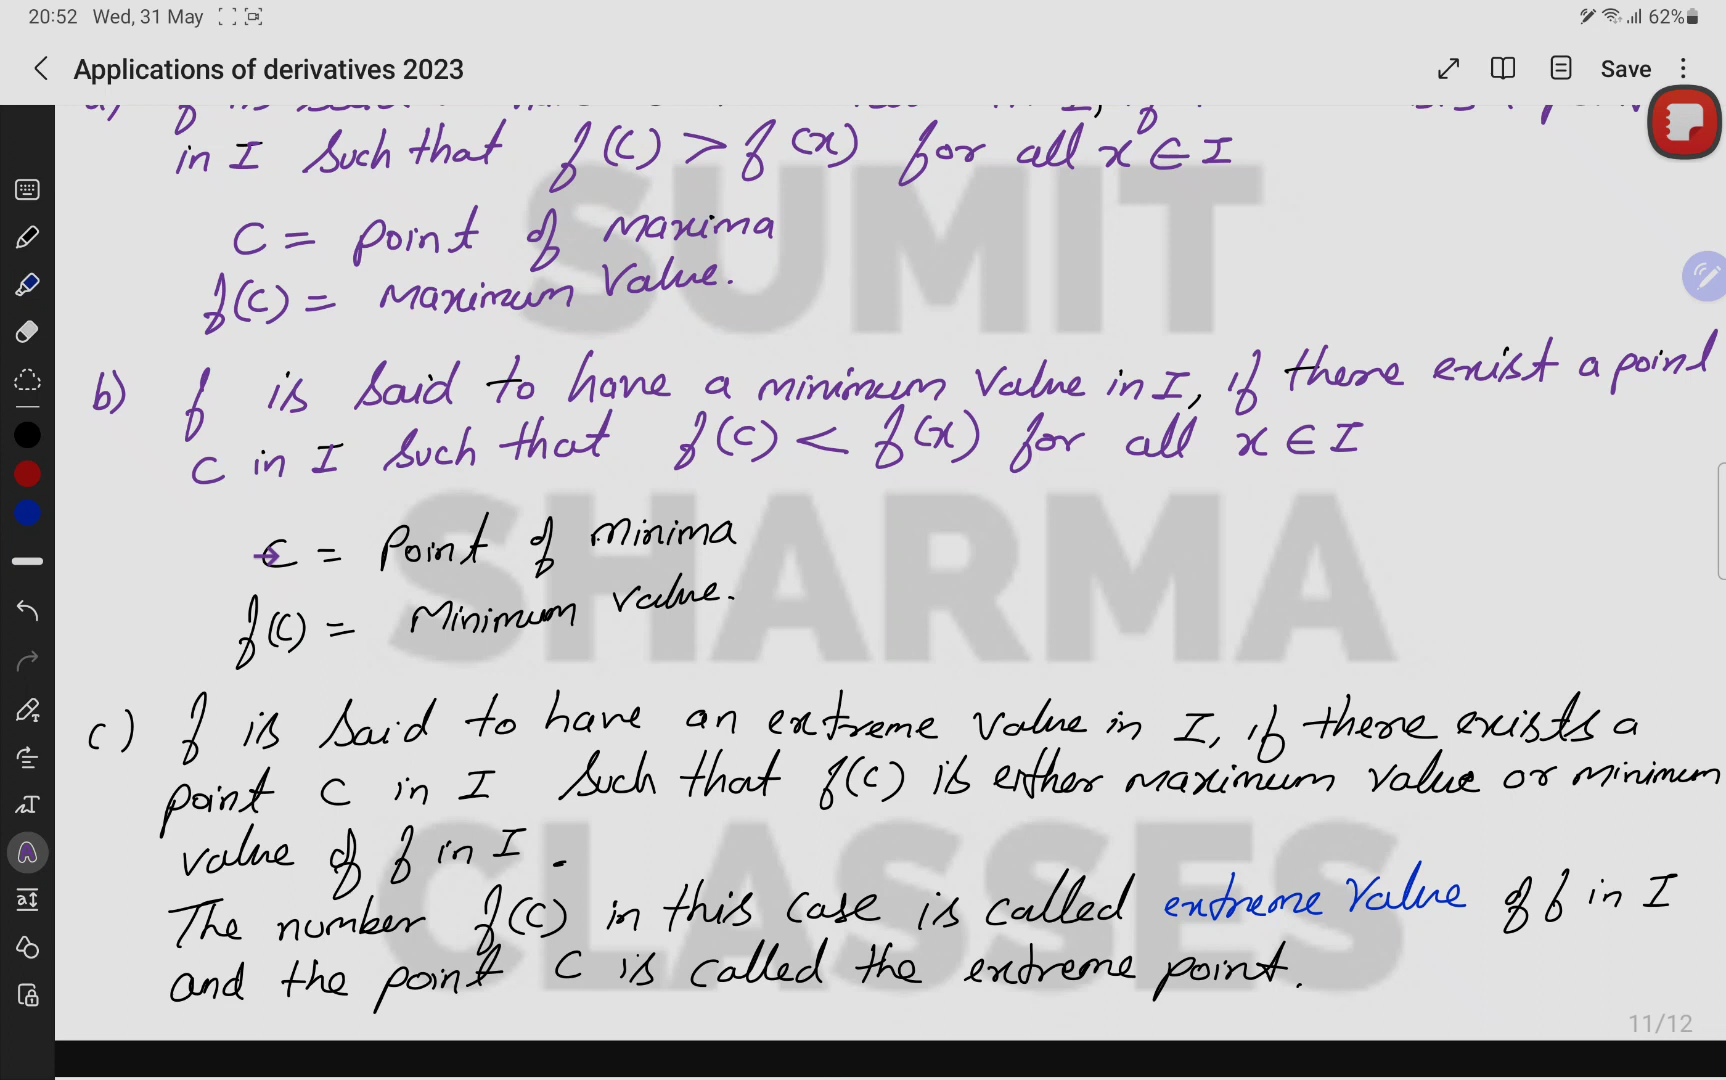 20:52 Wed, 31 May 62%
Applications of derivatives 2023 Save
in I such that f(c) > f(x) for all x ∈ I
c = point of maxima
f(c) = maximum value.
b) f is said to have a minimum value in I, if there exist a point
c in I such that f(c) < f(x) for all x ∈ I
c = Point of minima
f(c) = Minimum value.
c) f is said to have an extreme value in I, if there exists a
point c in I such that f(c) is either maximum value or minimum
value of f in I.
The number f(c) in this case is called extreme value of f in I
and the point c is called the extreme point.
SUMIT
SHARMA
CLASSES
11/12